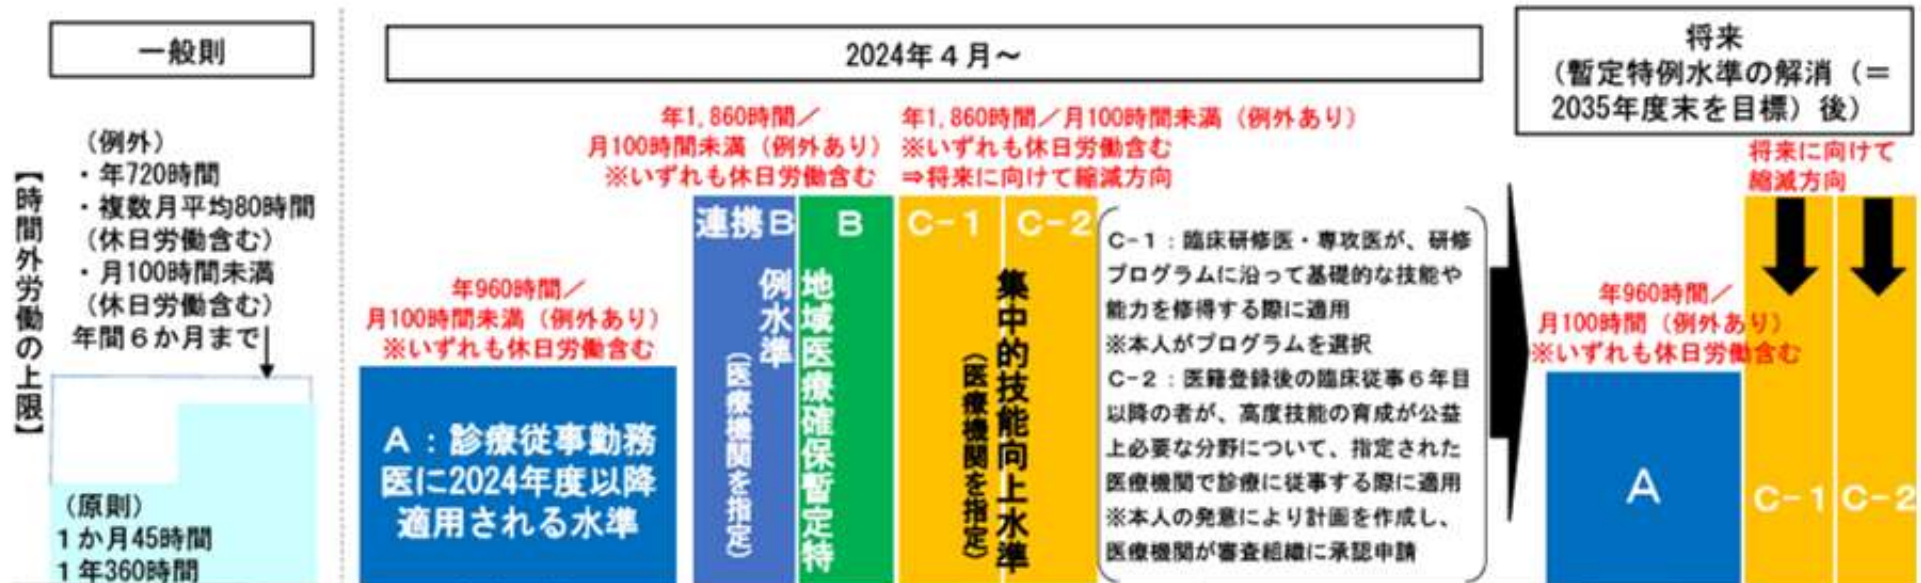 一般則
2024年4月～
将来
（暫定特例水準の解消（＝
2035年度末を目標）後）
【時間外労働の上限】
（例外）
・年720時間
・複数月平均80時間
（休日労働含む）
・月100時間未満
（休日労働含む）
年間6か月まで
（原則）
1か月45時間
1年360時間
年960時間／
月100時間未満（例外あり）
※いずれも休日労働含む
A：診療従事勤務
医に2024年度以降
適用される水準
年1,860時間／
月100時間未満（例外あり）
※いずれも休日労働含む
連携B
B
地域医療確保暫定特
例水準
（医療機関を指定）
年1,860時間／月100時間未満（例外あり）
※いずれも休日労働含む
⇒将来に向けて縮減方向
C-1
C-2
集中的技能向上水準
（医療機関を指定）
C-1：臨床研修医・専攻医が、研修
プログラムに沿って基礎的な技能や
能力を修得する際に適用
※本人がプログラムを選択
C-2：医籍登録後の臨床従事6年目
以降の者が、高度技能の育成が公益
上必要な分野について、指定された
医療機関で診療に従事する際に適用
※本人の発意により計画を作成し、
医療機関が審査組織に承認申請
将来に向けて
縮減方向
年960時間／
月100時間（例外あり）
※いずれも休日労働含む
A
C-1
C-2